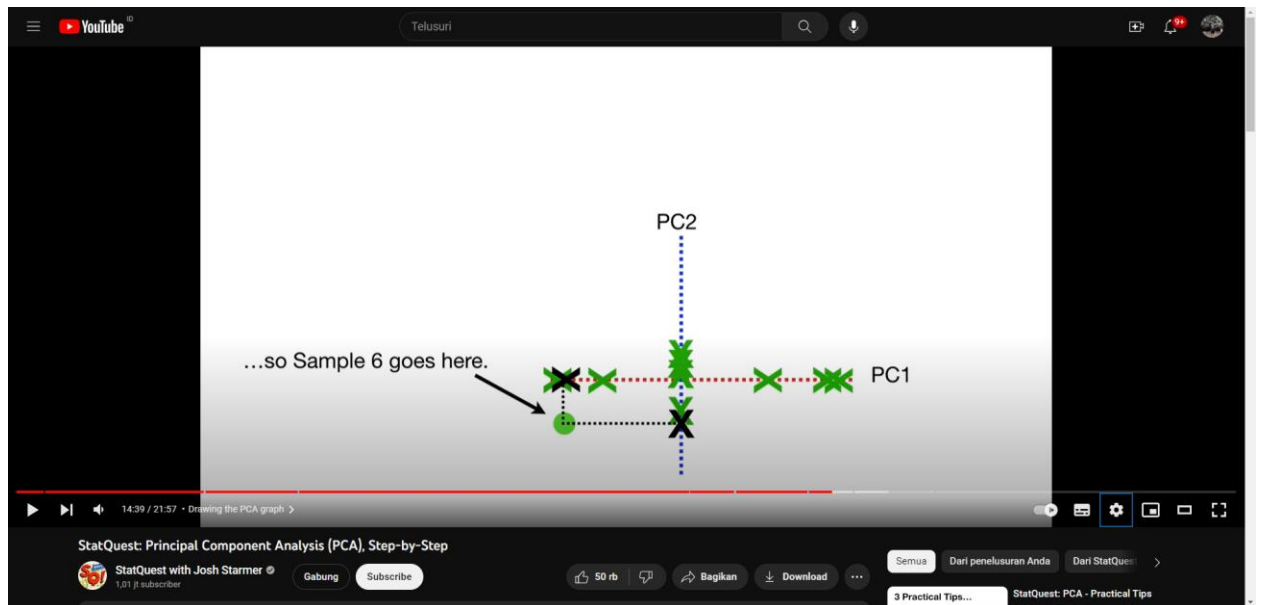 YouTube ID
Telusuri
9+
PC2
...so Sample 6 goes here.
PC1
14:39 / 21:57 • Drawing the PCA graph >
StatQuest: Principal Component Analysis (PCA), Step-by-Step
StatQuest with Josh Starmer
1,01 jt subscriber
Gabung
Subscribe
50 rb
Bagikan
Download
Semua
Dari penelusuran Anda
Dari StatQues
3 Practical Tips...
StatQuest: PCA - Practical Tips